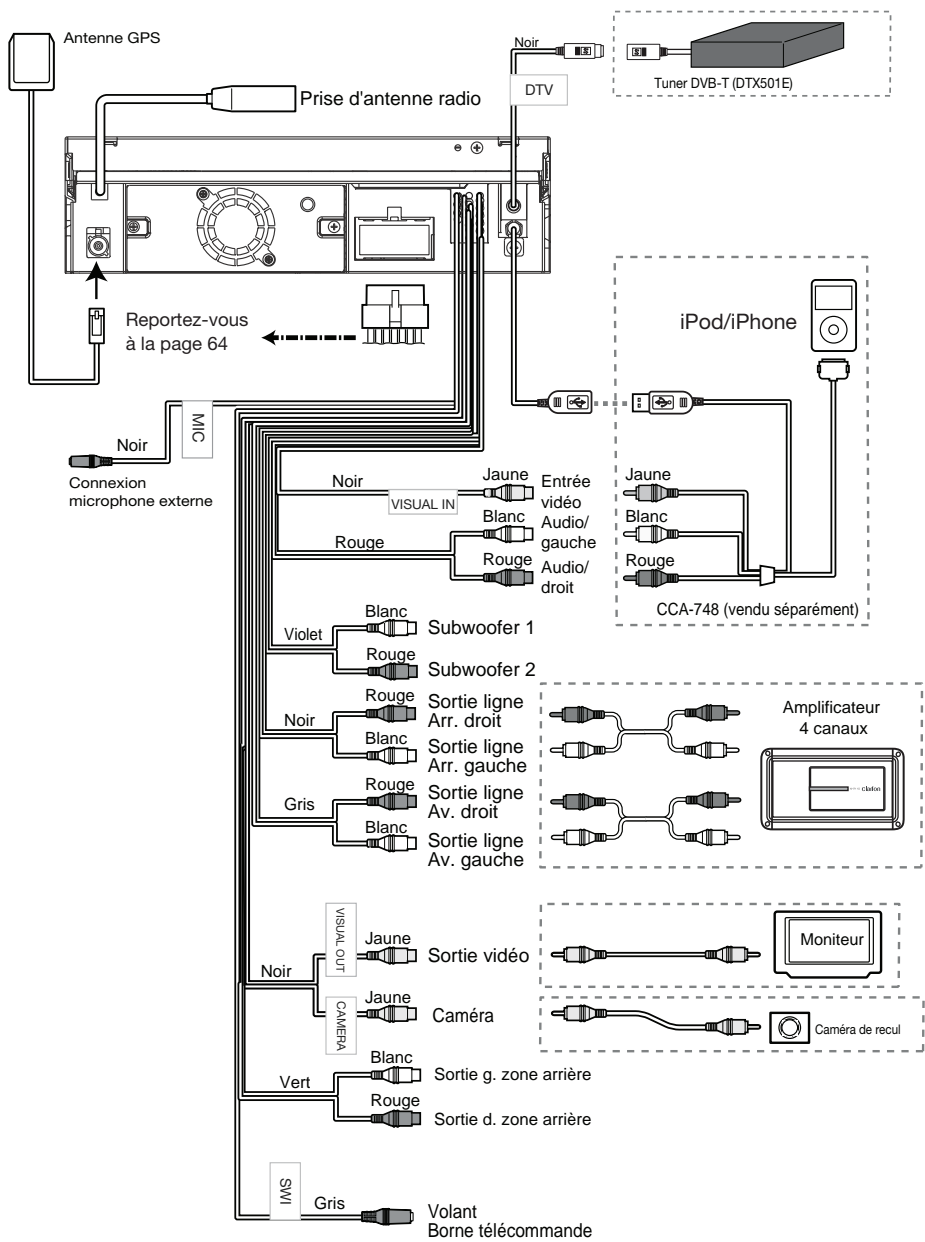 Antenne GPS
Prise d'antenne radio
Noir
DTV
Tuner DVB-T (DTX501E)
Reportez-vous
à la page 64
iPod/iPhone
MIC
Noir
Connexion
microphone externe
Noir
VISUAL IN
Jaune
Entrée
vidéo
Rouge
Blanc
Audio/
gauche
Rouge
Audio/
droit
Jaune
Blanc
Rouge
CCA-748 (vendu séparément)
Violet
Blanc
Subwoofer 1
Rouge
Subwoofer 2
Noir
Rouge
Sortie ligne
Arr. droit
Blanc
Sortie ligne
Arr. gauche
Gris
Rouge
Sortie ligne
Av. droit
Blanc
Sortie ligne
Av. gauche
Amplificateur
4 canaux
Clarion
Noir
VISUAL OUT
Jaune
Sortie vidéo
Moniteur
CAMERA
Jaune
Caméra
Caméra de recul
Vert
Blanc
Sortie g. zone arrière
Rouge
Sortie d. zone arrière
SWI
Gris
Volant
Borne télécommande